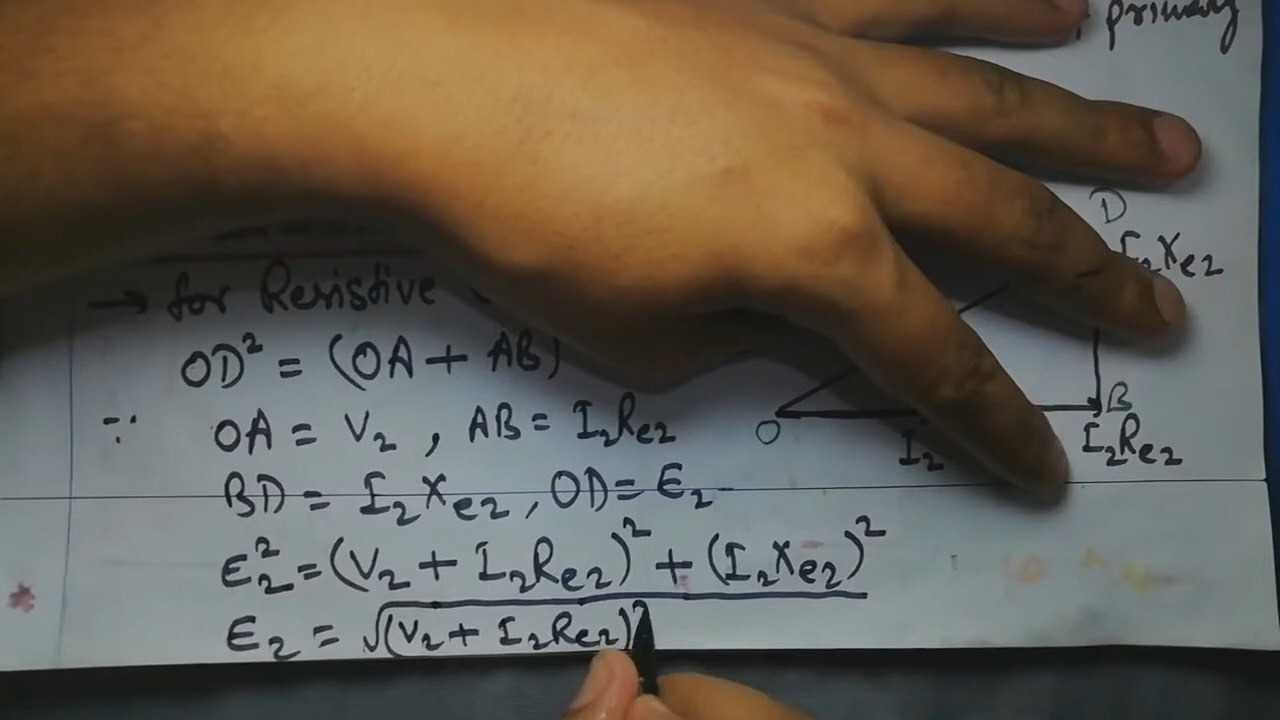 primary
D
I₂Xe2
→ for Resistive
OD² = (OA + AB)
∵ OA = V₂ , AB = I₂Re2
O
B
I₂
I₂Re2
BD = I₂Xe2 , OD = E₂
E₂² = (V₂ + I₂Re2)² + (I₂Xe2)²
E₂ = √(V₂ + I₂Re2)²